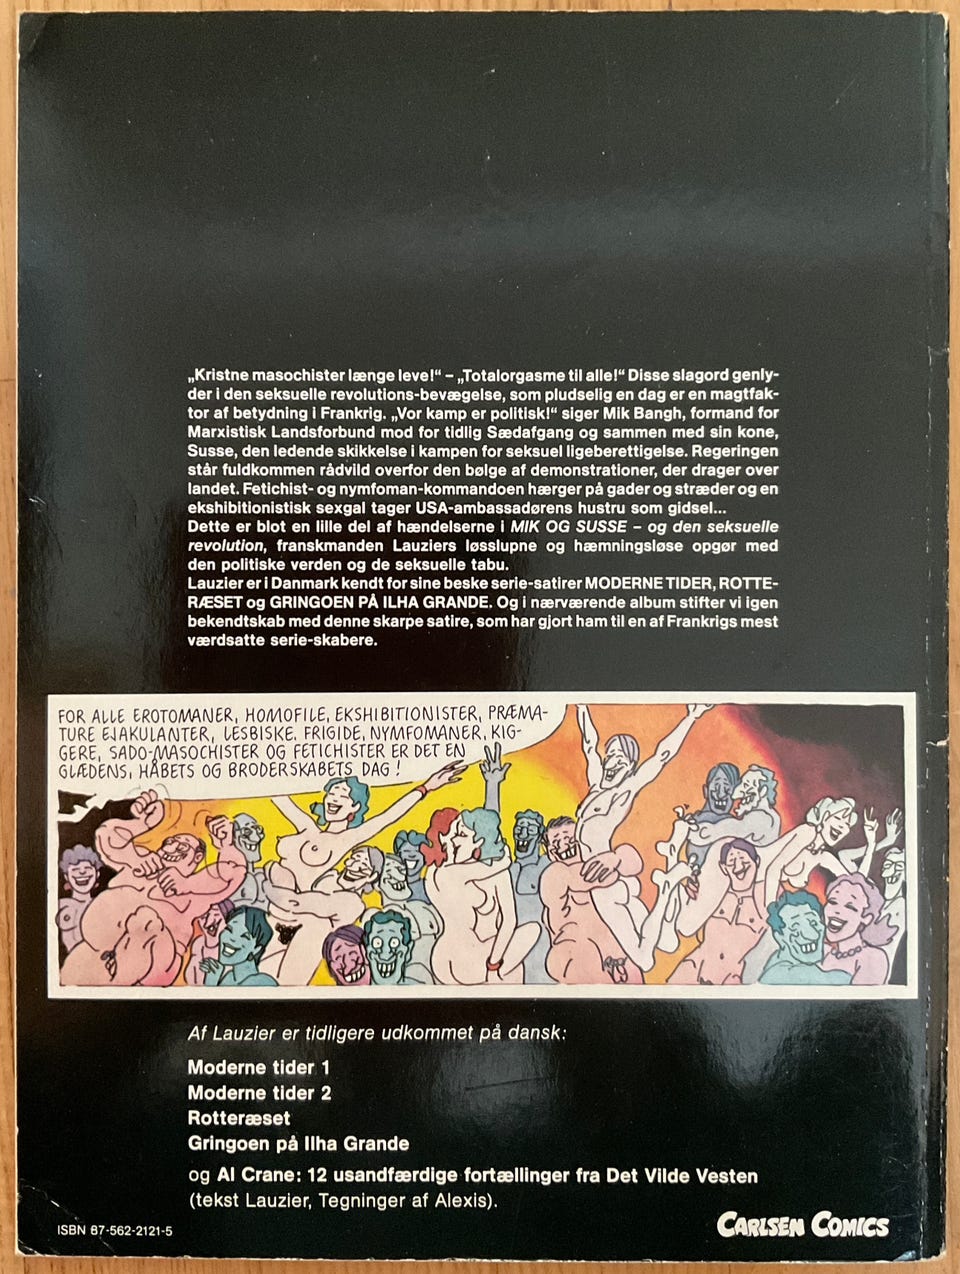 „Kristne masochister længe leve!“ – „Totalorgasme til alle!“ Disse slagord genly-
der i den seksuelle revolutions-bevægelse, som pludselig en dag er en magtfak-
tor af betydning i Frankrig. „Vor kamp er politisk!“ siger Mik Bangh, formand for
Marxistisk Landsforbund mod for tidlig Sædafgang og sammen med sin kone,
Susse, den ledende skikkelse i kampen for seksuel ligeberettigelse. Regeringen
står fuldkommen rådvild overfor den bølge af demonstrationer, der drager over
landet. Fetichist- og nymfoman-kommandoen hærger på gader og stræder og en
ekshibitionistisk sexgal tager USA-ambassadørens hustru som gidsel...
Dette er blot en lille del af hændelserne i MIK OG SUSSE – og den seksuelle
revolution, franskmanden Lauziers løsslupne og hæmningsløse opgør med
den politiske verden og de seksuelle tabu.
Lauzier er i Danmark kendt for sine beske serie-satirer MODERNE TIDER, ROTTE-
RÆSET og GRINGOEN PÅ ILHA GRANDE. Og i nærværende album stifter vi igen
bekendtskab med denne skarpe satire, som har gjort ham til en af Frankrigs mest
værdsatte serie-skabere.
FOR ALLE EROTOMANER, HOMOFILE, EKSHIBITIONISTER, PRÆMA-
TURE EJAKULANTER, LESBISKE, FRIGIDE, NYMFOMANER, KIG-
GERE, SADO-MASOCHISTER OG FETICHISTER ER DET EN
GLÆDENS, HÅBETS OG BRODERSKABETS DAG!
Af Lauzier er tidligere udkommet på dansk:
Moderne tider 1
Moderne tider 2
Rotteræset
Gringoen på Ilha Grande
og Al Crane: 12 usandfærdige fortællinger fra Det Vilde Vesten
(tekst Lauzier, Tegninger af Alexis).
ISBN 87-562-2121-5
CARLSEN COMICS